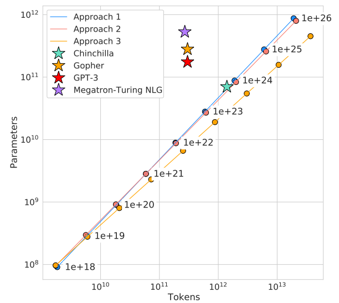 Approach 1
Approach 2
Approach 3
Chinchilla
Gopher
GPT-3
Megatron-Turing NLG
10¹²
10¹¹
10¹⁰
10⁹
10⁸
Parameters
1e+26
1e+25
1e+24
1e+23
1e+22
1e+21
1e+20
1e+19
1e+18
10¹⁰
10¹¹
10¹²
10¹³
Tokens